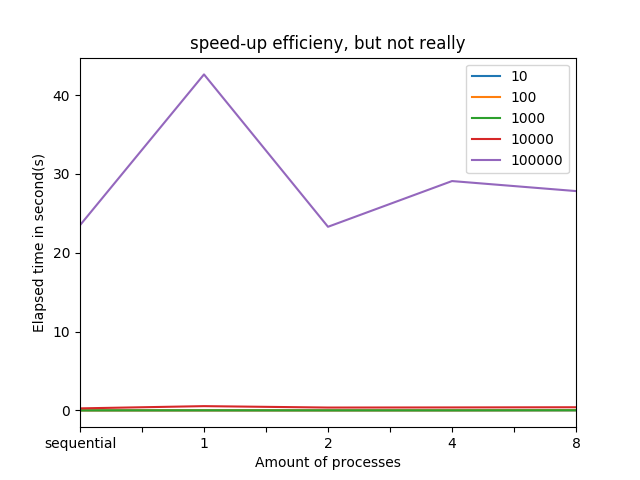 speed-up efficieny, but not really
10
100
1000
10000
100000
40
30
20
10
0
Elapsed time in second(s)
sequential 1 2 4 8
Amount of processes